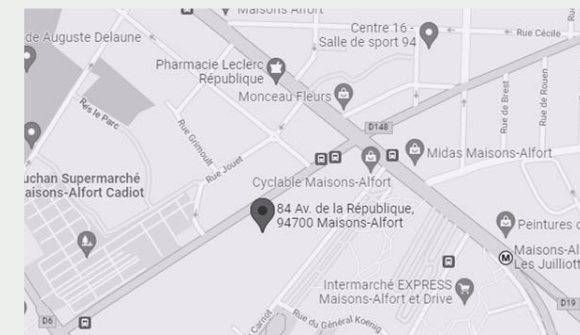 Maisons Alfort
de Auguste Delaune
Centre 16 -
Salle de sport 94
Rue Cécile
Pharmacie Leclerc
République
Monceau Fleurs
Rés le Parc
Rue Grimoult
Rue Jouet
D148
Rue de Brest
Rue de Rouen
Midas Maisons-Alfort
uchan Supermarché
aisons-Alfort Cadiot
Cyclable Maisons-Alfort
84 Av. de la République,
94700 Maisons-Alfort
Peintures
M
Maisons-Al
Les Juilliott
Intermarché EXPRESS
Maisons-Alfort et Drive
D6
Carnot
Rue du Général Koenig
D19